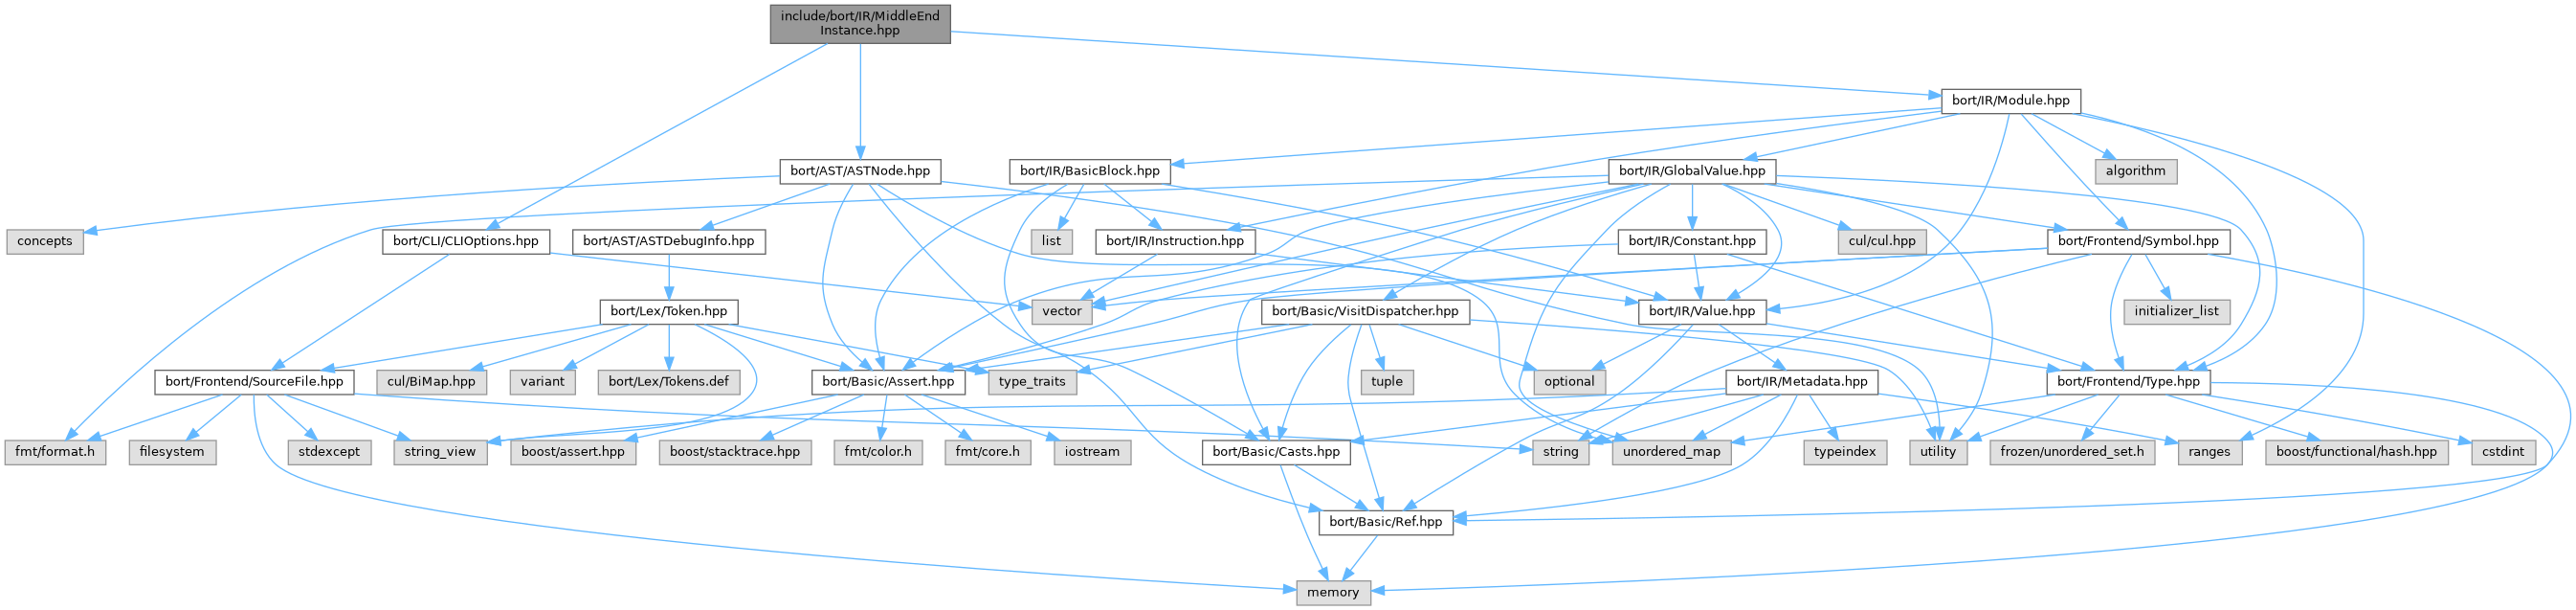 include/bort/IR/MiddleEnd
Instance.hpp
bort/IR/Module.hpp
bort/AST/ASTNode.hpp
bort/IR/BasicBlock.hpp
bort/IR/GlobalValue.hpp
algorithm
concepts
bort/CLI/CLIOptions.hpp
bort/AST/ASTDebugInfo.hpp
list
bort/IR/Instruction.hpp
bort/IR/Constant.hpp
cul/cul.hpp
bort/Frontend/Symbol.hpp
bort/Lex/Token.hpp
vector
bort/Basic/VisitDispatcher.hpp
bort/IR/Value.hpp
initializer_list
bort/Frontend/SourceFile.hpp
cul/BiMap.hpp
variant
bort/Lex/Tokens.def
bort/Basic/Assert.hpp
type_traits
tuple
optional
bort/IR/Metadata.hpp
bort/Frontend/Type.hpp
fmt/format.h
filesystem
stdexcept
string_view
boost/assert.hpp
boost/stacktrace.hpp
fmt/color.h
fmt/core.h
iostream
bort/Basic/Casts.hpp
string
unordered_map
typeindex
utility
frozen/unordered_set.h
ranges
boost/functional/hash.hpp
cstdint
bort/Basic/Ref.hpp
memory